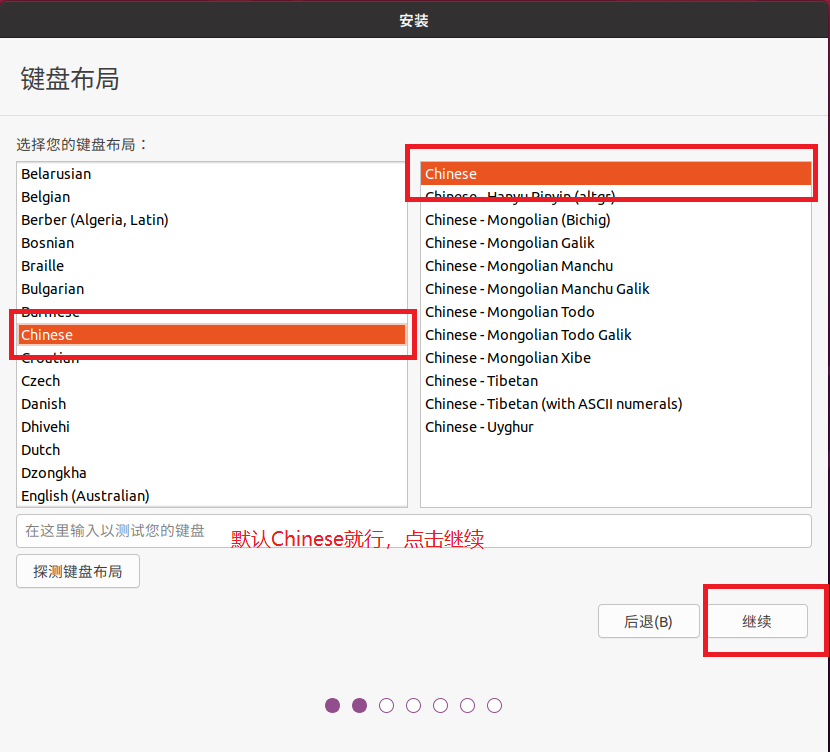 安装
键盘布局
选择您的键盘布局：
Belarusian
Belgian
Berber (Algeria, Latin)
Bosnian
Braille
Bulgarian
Burmese
Chinese
Croatian
Czech
Danish
Dhivehi
Dutch
Dzongkha
English (Australian)
Chinese
Chinese - Hanyu Pinyin (altgr)
Chinese - Mongolian (Bichig)
Chinese - Mongolian Galik
Chinese - Mongolian Manchu
Chinese - Mongolian Manchu Galik
Chinese - Mongolian Todo
Chinese - Mongolian Todo Galik
Chinese - Mongolian Xibe
Chinese - Tibetan
Chinese - Tibetan (with ASCII numerals)
Chinese - Uyghur
在这里输入以测试您的键盘
默认Chinese就行，点击继续
探测键盘布局
后退(B)
继续